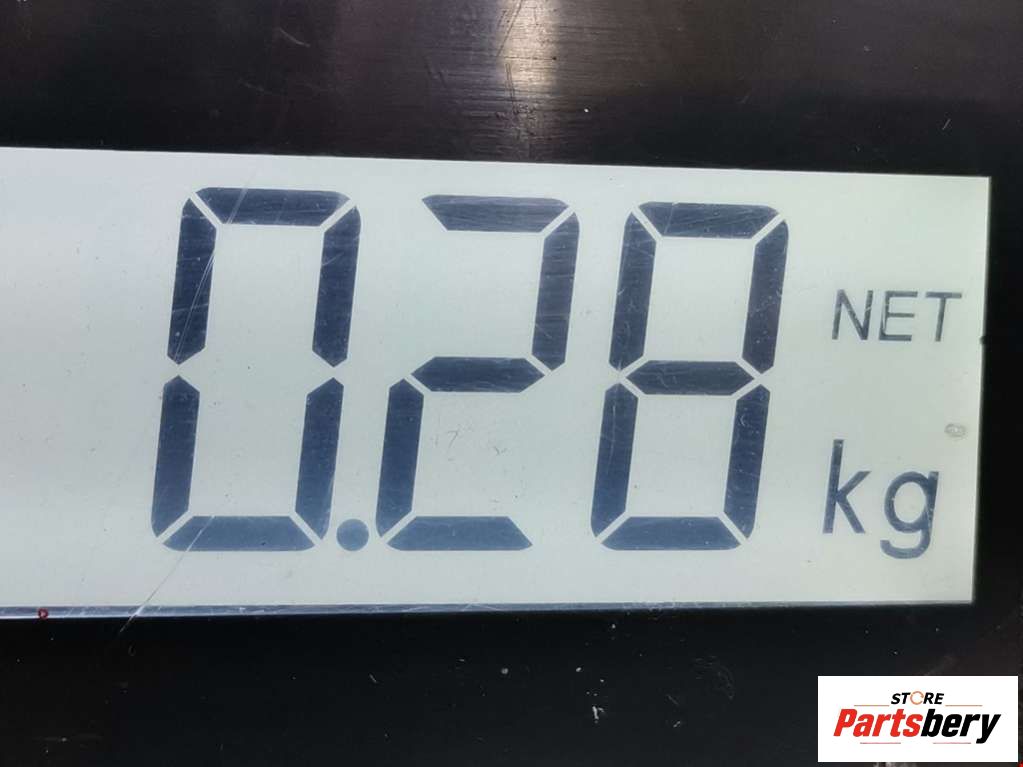 0.28
NET
kg
STORE
Partsbery